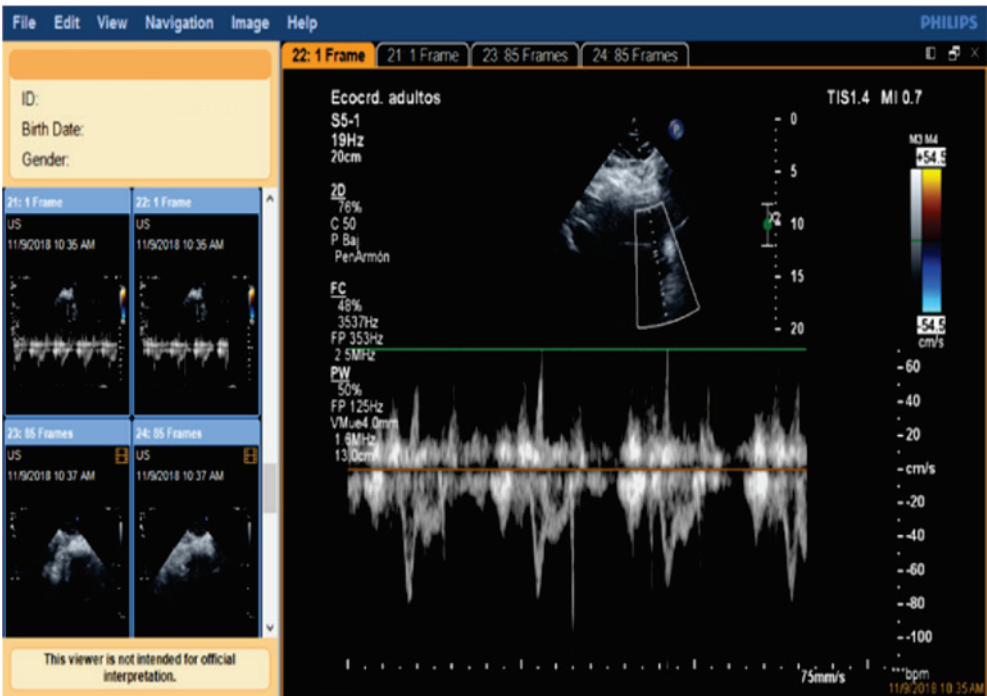 File Edit View Navigation Image Help
PHILIPS
ID:
Birth Date:
Gender:
21: 1 Frame
US
11/9/2018 10:35 AM
22: 1 Frame
US
11/9/2018 10:35 AM
23: 85 Frames
US
11/9/2018 10:37 AM
24: 85 Frames
US
11/9/2018 10:37 AM
This viewer is not intended for official
interpretation.
22: 1 Frame 21 1 Frame 23 85 Frames 24 85 Frames
Ecocrd. adultos
S5-1
19Hz
20cm
2D
76%
C 50
P Baj
PenArmón
FC
48%
3537Hz
FP 353Hz
2.5MHz
PW
50%
FP 125Hz
VMue4.0mm
1.6MHz
13.0cm
TIS1.4 MI 0.7
P
0
5
10
15
20
M3 M4
+54.5
-54.5
cm/s
-60
-40
-20
-cm/s
--20
--40
--60
--80
--100
75mm/s
***bpm
11/9/2018 10:35AM